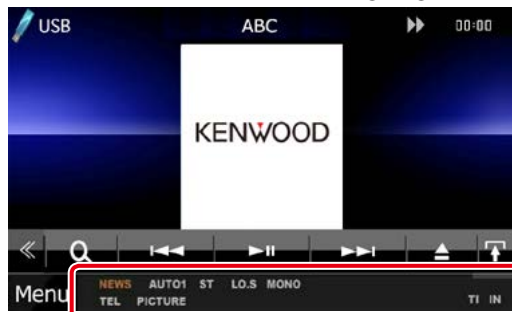 USB ABC 00:00
KENWOOD
Menu
NEWS AUTO1 ST LO.S MONO
TEL PICTURE TI IN